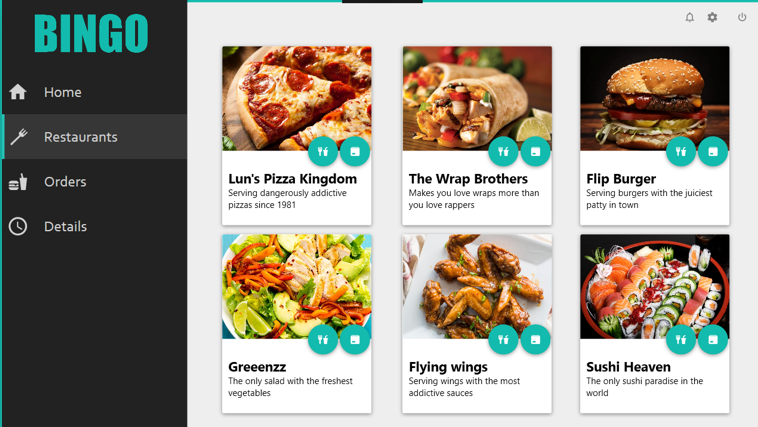 BINGO
Home
Restaurants
Orders
Details
Lun's Pizza Kingdom
Serving dangerously addictive
pizzas since 1981
The Wrap Brothers
Makes you love wraps more than
you love rappers
Flip Burger
Serving burgers with the juiciest
patty in town
Greeenzz
The only salad with the freshest
vegetables
Flying wings
Serving wings with the most
addictive sauces
Sushi Heaven
The only sushi paradise in the
world